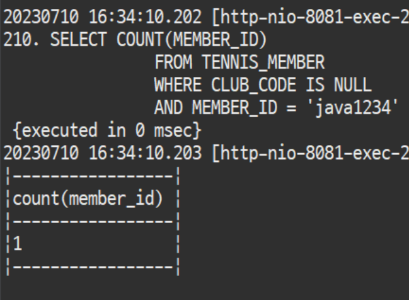 20230710 16:34:10.202 [http-nio-8081-exec-2
210. SELECT COUNT(MEMBER_ID)
FROM TENNIS_MEMBER
WHERE CLUB_CODE IS NULL
AND MEMBER_ID = 'java1234'
{executed in 0 msec}
20230710 16:34:10.203 [http-nio-8081-exec-2
|-----------------|
|count(member_id) |
|-----------------|
|1                |
|-----------------|